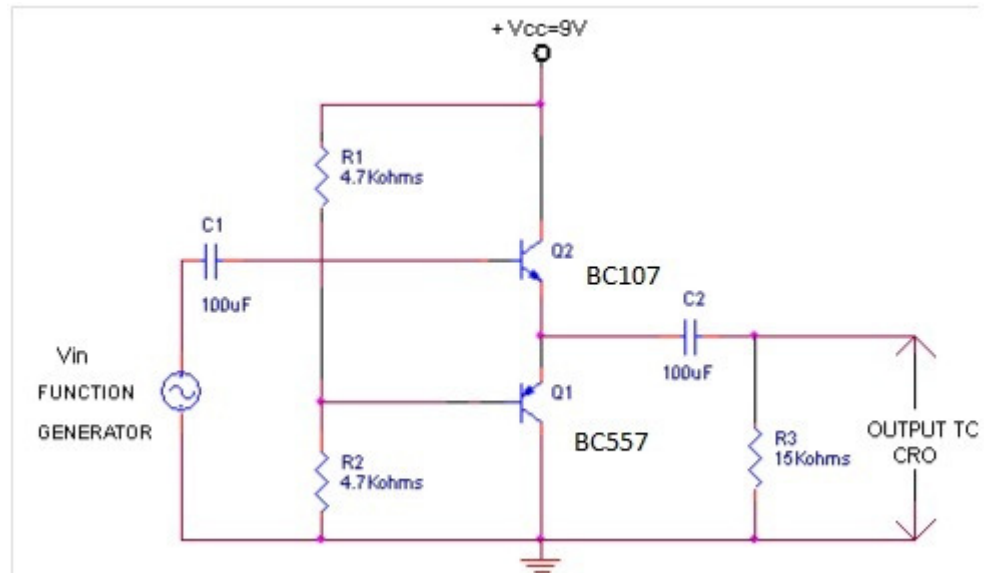 + Vcc=9V
R1
4.7Kohms
C1
100uF
Q2
BC107
C2
100uF
Vin
FUNCTION
GENERATOR
Q1
BC557
R2
4.7Kohms
R3
15Kohms
OUTPUT TO
CRO